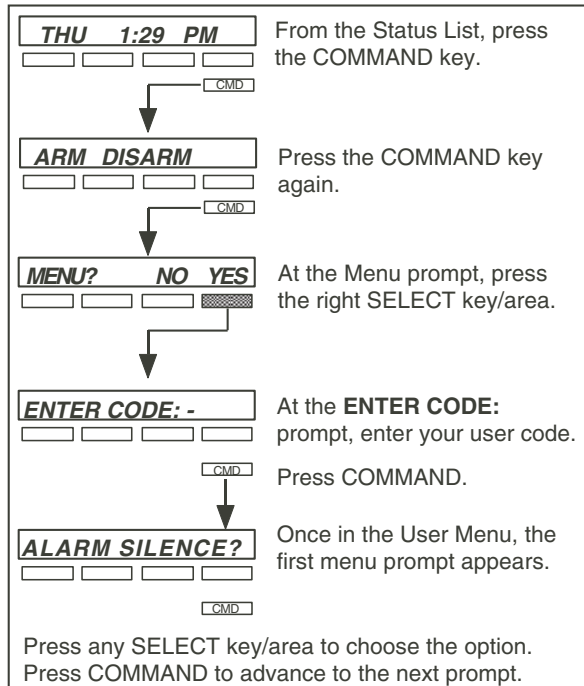 THU 1:29 PM
From the Status List, press
the COMMAND key.
CMD
ARM DISARM
Press the COMMAND key
again.
CMD
MENU? NO YES
At the Menu prompt, press
the right SELECT key/area.
ENTER CODE: -
At the ENTER CODE:
prompt, enter your user code.
CMD
Press COMMAND.
ALARM SILENCE?
Once in the User Menu, the
first menu prompt appears.
CMD
Press any SELECT key/area to choose the option.
Press COMMAND to advance to the next prompt.